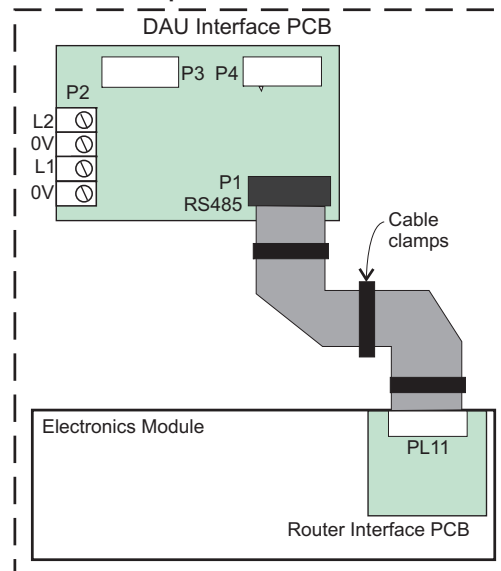 DAU Interface PCB
P3 P4
P2
L2
0V
L1
0V
P1
RS485
Cable
clamps
Electronics Module
PL11
Router Interface PCB